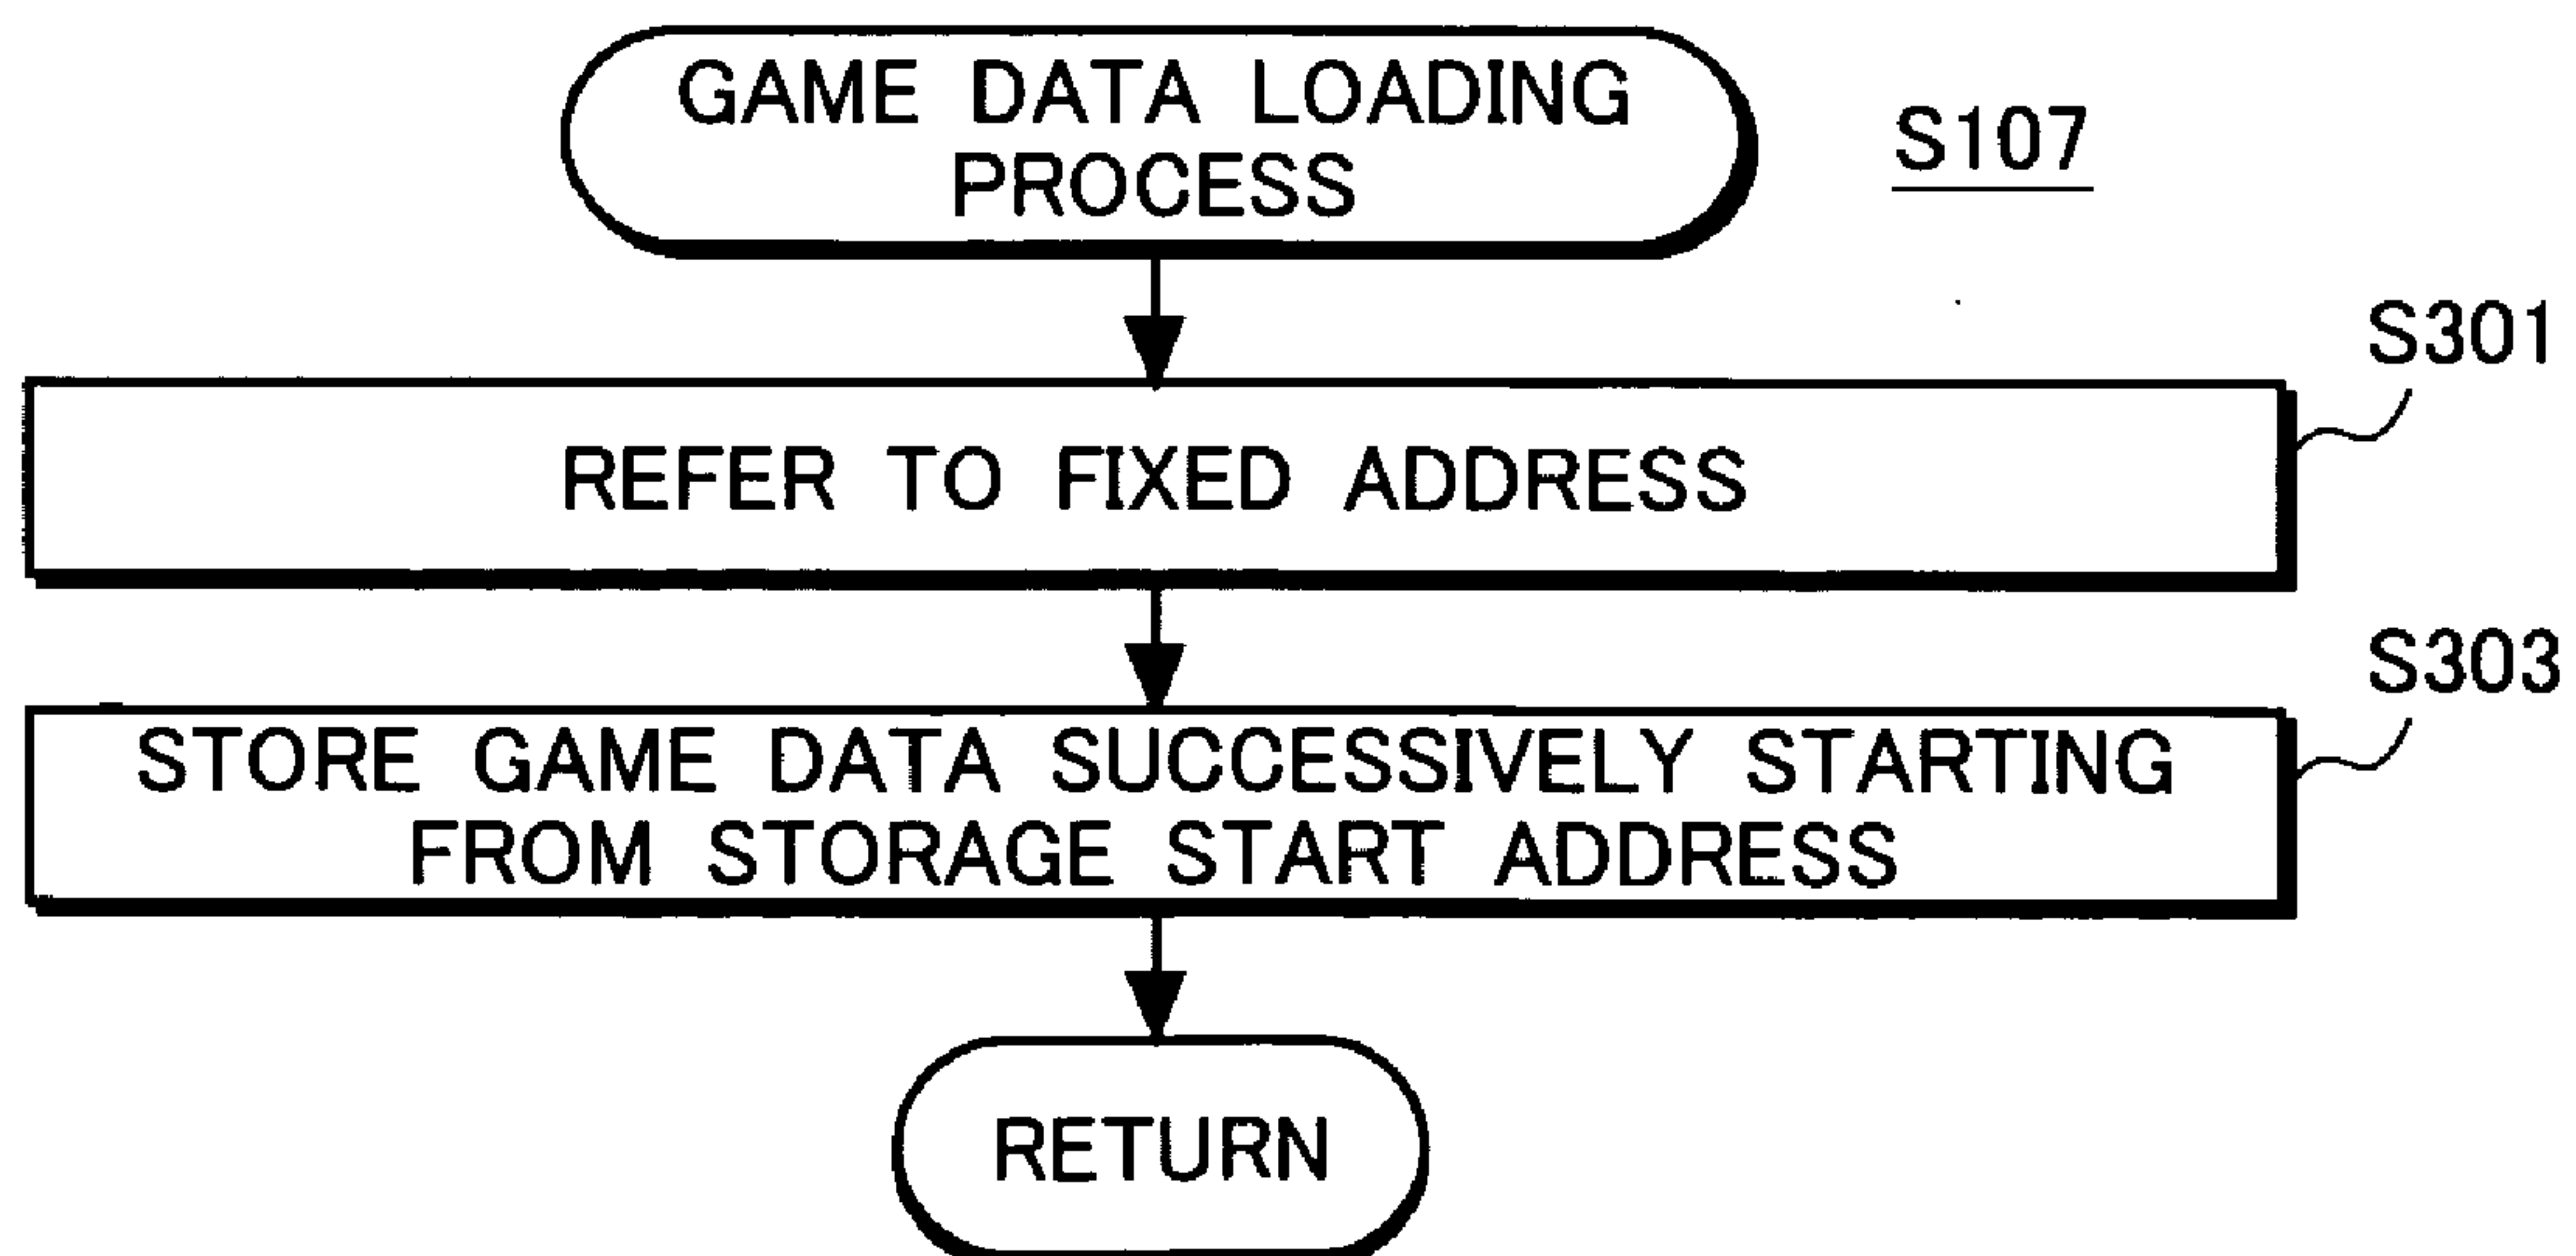 GAME DATA LOADING
PROCESS
S107
S301
REFER TO FIXED ADDRESS
S303
STORE GAME DATA SUCCESSIVELY STARTING
FROM STORAGE START ADDRESS
RETURN